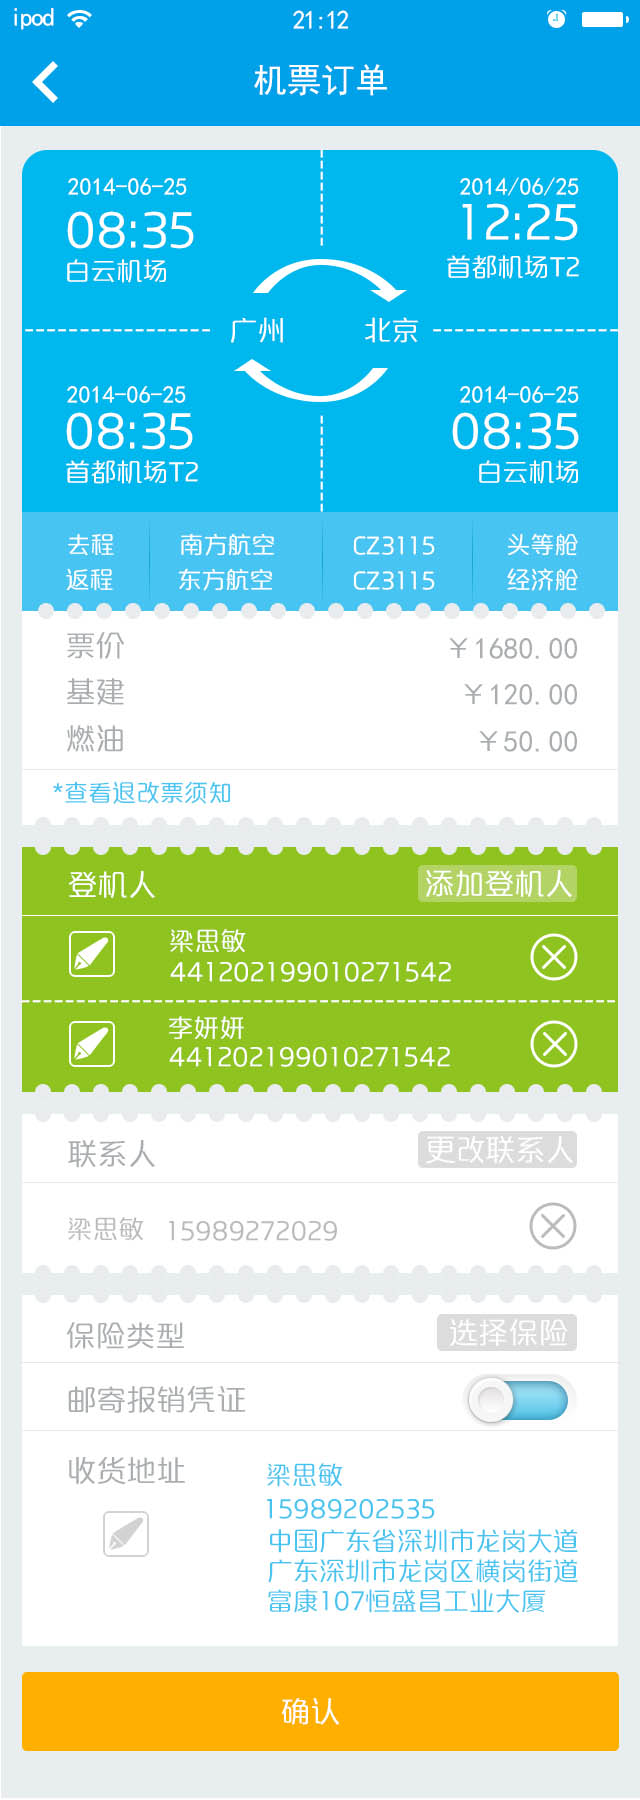 ipod 21:12
机票订单
2014-06-25 2014/06/25
08:35 12:25
白云机场 首都机场T2
广州 北京
2014-06-25 2014-06-25
08:35 08:35
首都机场T2 白云机场
去程 南方航空 CZ3115 头等舱
返程 东方航空 CZ3115 经济舱
票价 ￥1680.00
基建 ￥120.00
燃油 ￥50.00
*查看退改票须知
登机人 添加登机人
梁思敏
441202199010271542
李妍妍
441202199010271542
联系人 更改联系人
梁思敏 15989272029
保险类型 选择保险
邮寄报销凭证
收货地址 梁思敏
15989202535
中国广东省深圳市龙岗大道
广东深圳市龙岗区横岗街道
富康107恒盛昌工业大厦
确认